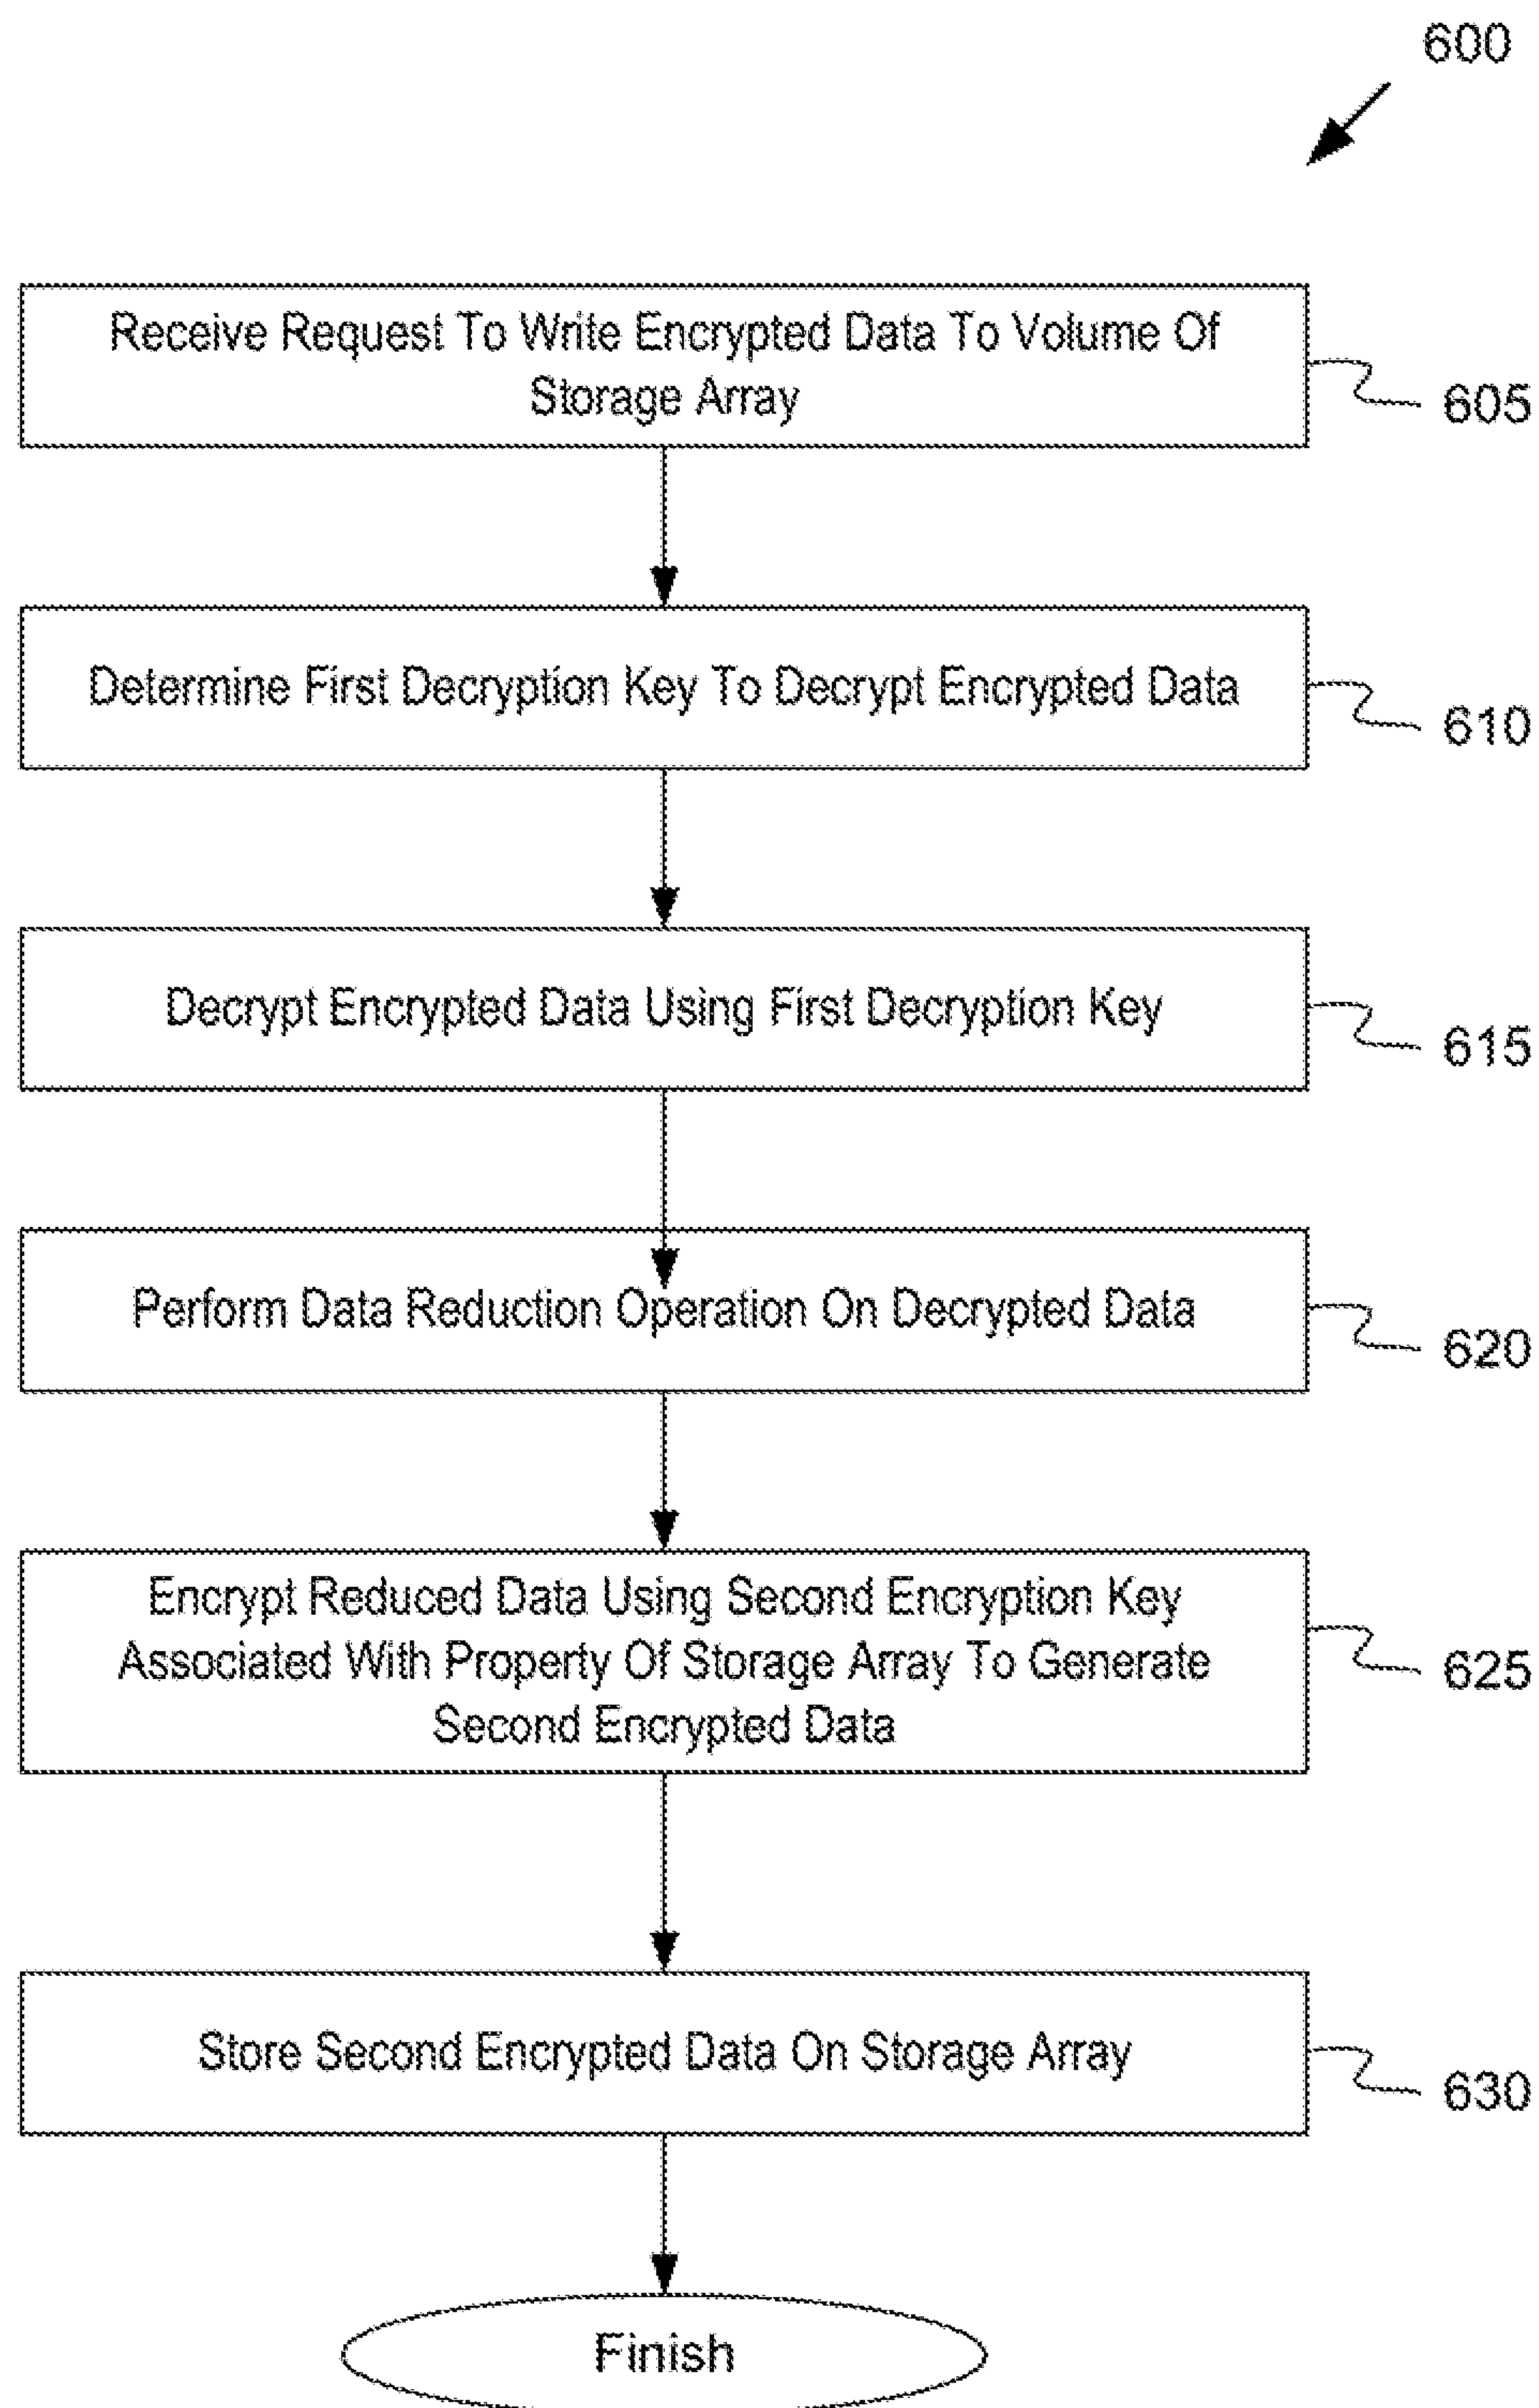 600
Receive Request To Write Encrypted Data To Volume Of
Storage Array
605
Determine First Decryption Key To Decrypt Encrypted Data
610
Decrypt Encrypted Data Using First Decryption Key
615
Perform Data Reduction Operation On Decrypted Data
620
Encrypt Reduced Data Using Second Encryption Key
Associated With Property Of Storage Array To Generate
Second Encrypted Data
625
Store Second Encrypted Data On Storage Array
630
Finish